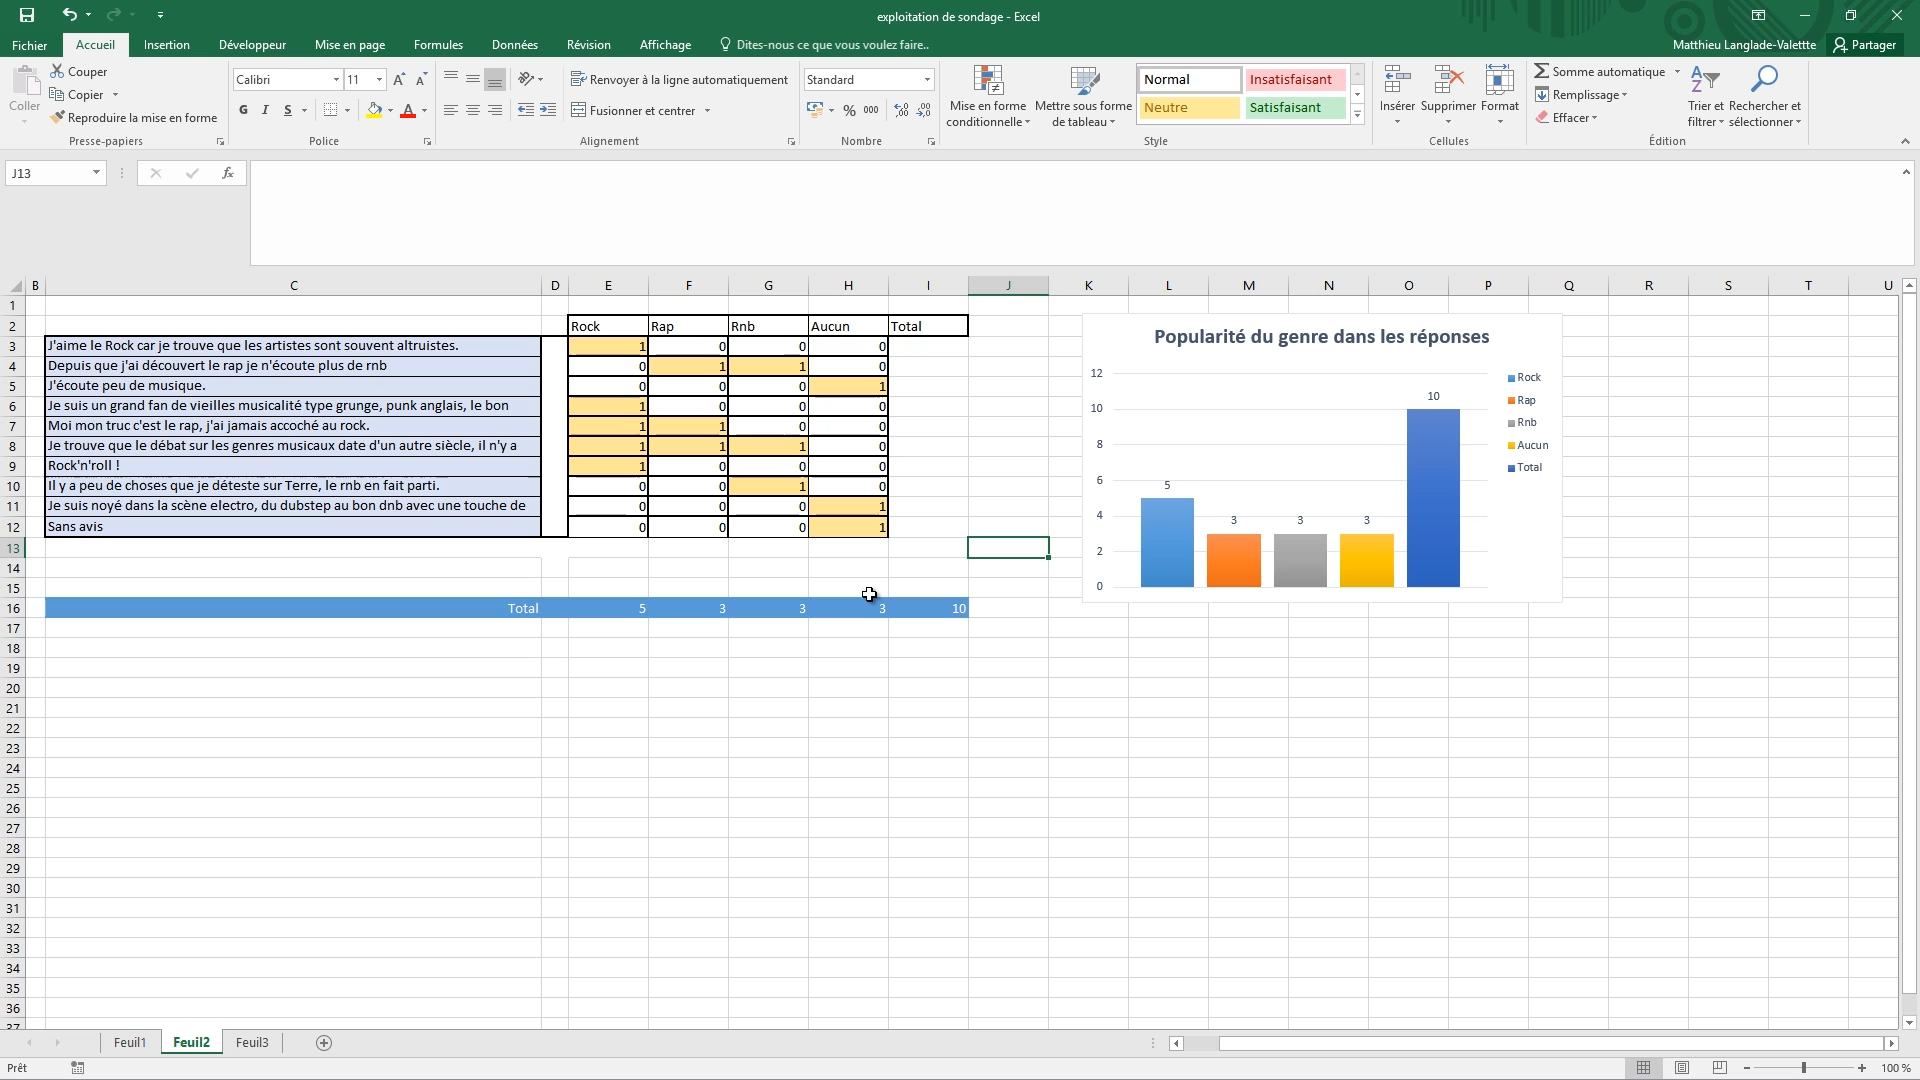 exploitation de sondage - Excel
Fichier Accueil Insertion Développeur Mise en page Formules Données Révision Affichage Dites-nous ce que vous voulez faire.. Matthieu Langlade-Valettte Partager
Coller
Couper
Copier
Reproduire la mise en forme
Presse-papiers
Calibri 11
G I S
Police
Renvoyer à la ligne automatiquement
Fusionner et centrer
Alignement
Standard
% 000
Nombre
Mise en forme conditionnelle
Mettre sous forme de tableau
Normal Insatisfaisant
Neutre Satisfaisant
Style
Insérer Supprimer Format
Cellules
Somme automatique
Remplissage
Effacer
Trier et filtrer
Rechercher et sélectionner
Édition
J13 fx
B C D E F G H I J K L M N O P Q R S T U
1
2 Rock Rap Rnb Aucun Total
3 J'aime le Rock car je trouve que les artistes sont souvent altruistes. 1 0 0 0
4 Depuis que j'ai découvert le rap je n'écoute plus de rnb 0 1 1 0
5 J'écoute peu de musique. 0 0 0 1
6 Je suis un grand fan de vieilles musicalité type grunge, punk anglais, le bon 1 0 0 0
7 Moi mon truc c'est le rap, j'ai jamais accoché au rock. 1 1 0 0
8 Je trouve que le débat sur les genres musicaux date d'un autre siècle, il n'y a 1 1 1 0
9 Rock'n'roll ! 1 0 0 0
10 Il y a peu de choses que je déteste sur Terre, le rnb en fait parti. 0 0 1 0
11 Je suis noyé dans la scène electro, du dubstep au bon dnb avec une touche de 0 0 0 1
12 Sans avis 0 0 0 1
13
14
15
16 Total 5 3 3 3 10
17
18
19
20
21
22
23
24
25
26
27
28
29
30
31
32
33
34
35
36
37
Popularité du genre dans les réponses
12
10
8
6
4
2
0
5
3
3
3
10
Rock
Rap
Rnb
Aucun
Total
Feuil1 Feuil2 Feuil3
Prêt 100 %